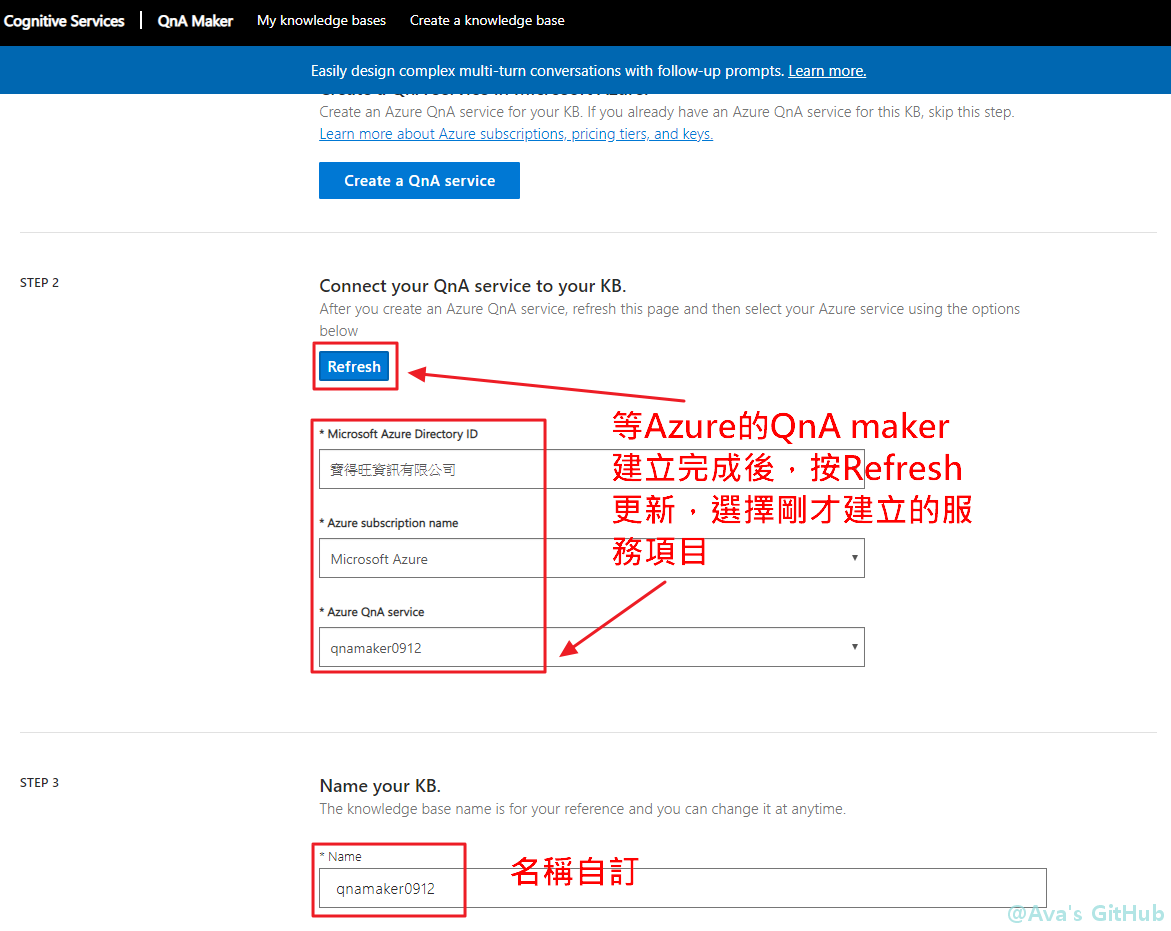 Cognitive Services | QnA Maker My knowledge bases Create a knowledge base
Easily design complex multi-turn conversations with follow-up prompts. Learn more.
Create a QnA service in Microsoft Azure.
Create an Azure QnA service for your KB. If you already have an Azure QnA service for this KB, skip this step.
Learn more about Azure subscriptions, pricing tiers, and keys.
Create a QnA service
STEP 2
Connect your QnA service to your KB.
After you create an Azure QnA service, refresh this page and then select your Azure service using the options
below
Refresh
* Microsoft Azure Directory ID
寶得旺資訊有限公司
* Azure subscription name
Microsoft Azure
* Azure QnA service
qnamaker0912
等Azure的QnA maker
建立完成後，按Refresh
更新，選擇剛才建立的服
務項目
STEP 3
Name your KB.
The knowledge base name is for your reference and you can change it at anytime.
* Name
qnamaker0912
名稱自訂
@Ava's GitHub